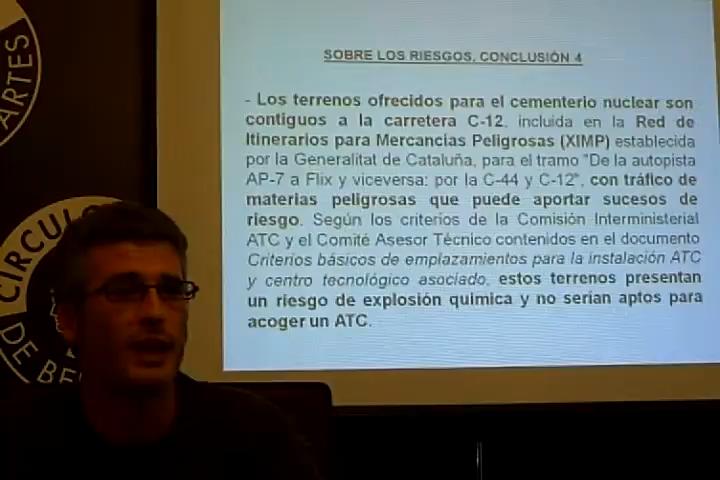 CIRCULO
ARTES
SOBRE LOS RIESGOS, CONCLUSIÓN 4
- Los terrenos ofrecidos para el cementerio nuclear son
contiguos a la carretera C-12, incluida en la Red de
Itinerarios para Mercancías Peligrosas (XIMP) establecida
por la Generalitat de Cataluña, para el tramo "De la autopista
AP-7 a Flix y viceversa: por la C-44 y C-12", con tráfico de
materias peligrosas que puede aportar sucesos de
riesgo. Según los criterios de la Comisión Interministerial
ATC y el Comité Asesor Técnico contenidos en el documento
Criterios básicos de emplazamientos para la instalación ATC
y centro tecnológico asociado, estos terrenos presentan
un riesgo de explosión química y no serían aptos para
acoger un ATC.
CIRCULO
DE BE